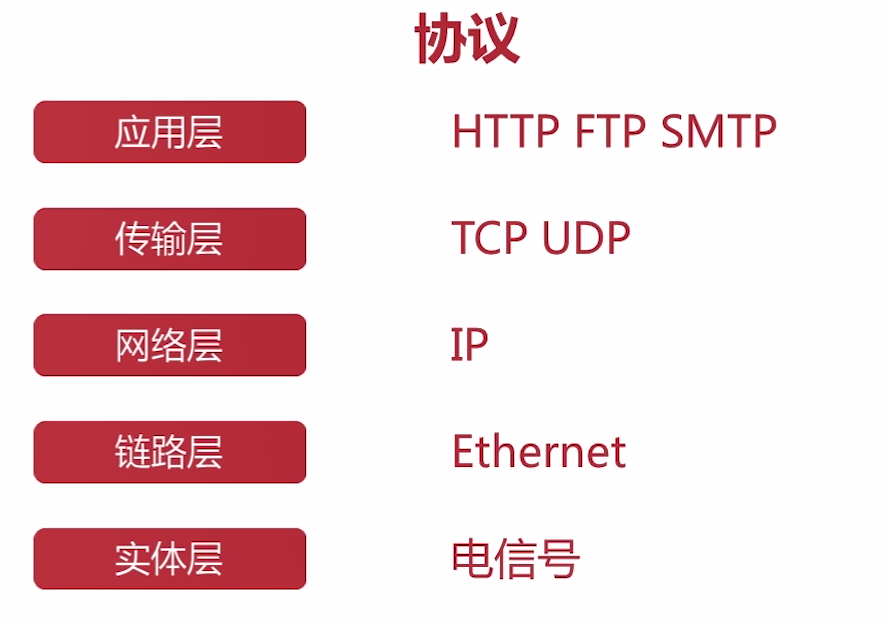 协议
应用层 HTTP FTP SMTP
传输层 TCP UDP
网络层 IP
链路层 Ethernet
实体层 电信号